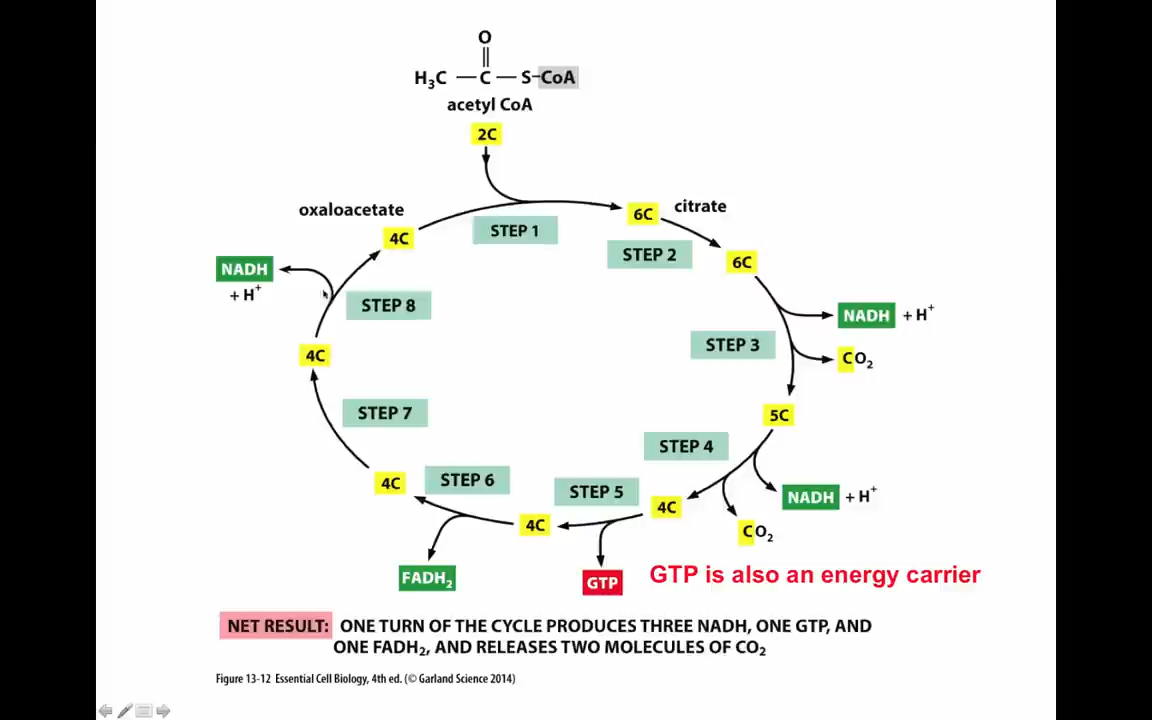 O
H₃C — C — S–CoA
acetyl CoA
2C
oxaloacetate
4C
STEP 1
6C
citrate
STEP 2
6C
NADH
+ H⁺
STEP 8
NADH + H⁺
STEP 3
CO₂
4C
STEP 7
5C
STEP 4
4C
STEP 6
STEP 5
4C
NADH + H⁺
4C
CO₂
FADH₂
GTP
GTP is also an energy carrier
NET RESULT: ONE TURN OF THE CYCLE PRODUCES THREE NADH, ONE GTP, AND
ONE FADH₂, AND RELEASES TWO MOLECULES OF CO₂
Figure 13-12 Essential Cell Biology, 4th ed. (© Garland Science 2014)